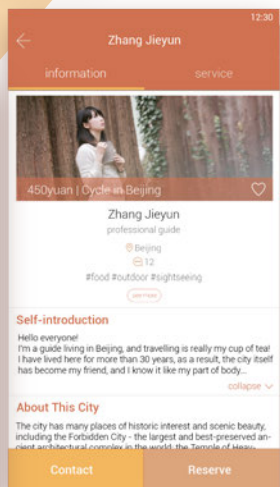 12:30
Zhang Jieyun
information
service
450yuan | Cycle in Beijing
Zhang Jieyun
professional guide
Beijing
12
#food #outdoor #sightseeing
Self-introduction
Hello everyone!
I'm a guide living in Beijing, and travelling is really my cup of tea!
I have lived here for more than 30 years, as a result, the city itself
has become my friend, and I know it like my part of body...
collapse
About This City
The city has many places of historic interest and scenic beauty,
including the Forbidden City - the largest and best-preserved an-
cient architectural complex in the world; the Temple of Heav-
Contact
Reserve